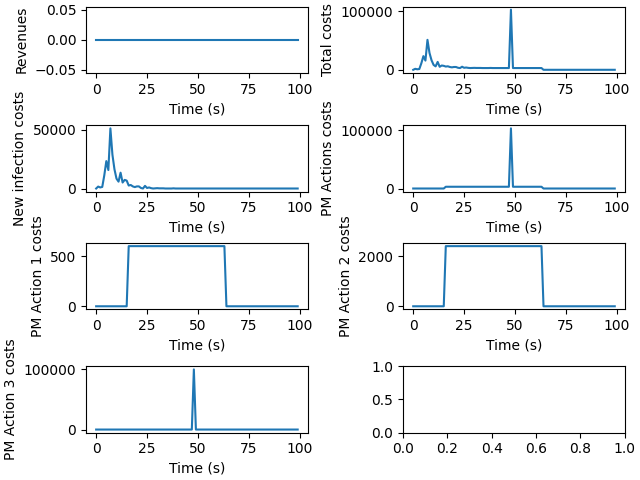 Revenues
0.05
0.00
−0.05
0 25 50 75 100
Time (s)
Total costs
100000
0
0 25 50 75 100
Time (s)
New infection costs
50000
0
0 25 50 75 100
Time (s)
PM Actions costs
100000
0
0 25 50 75 100
Time (s)
PM Action 1 costs
500
0
0 25 50 75 100
Time (s)
PM Action 2 costs
2000
0
0 25 50 75 100
Time (s)
PM Action 3 costs
100000
0
0 25 50 75 100
Time (s)
1.0
0.5
0.0
0.0 0.2 0.4 0.6 0.8 1.0